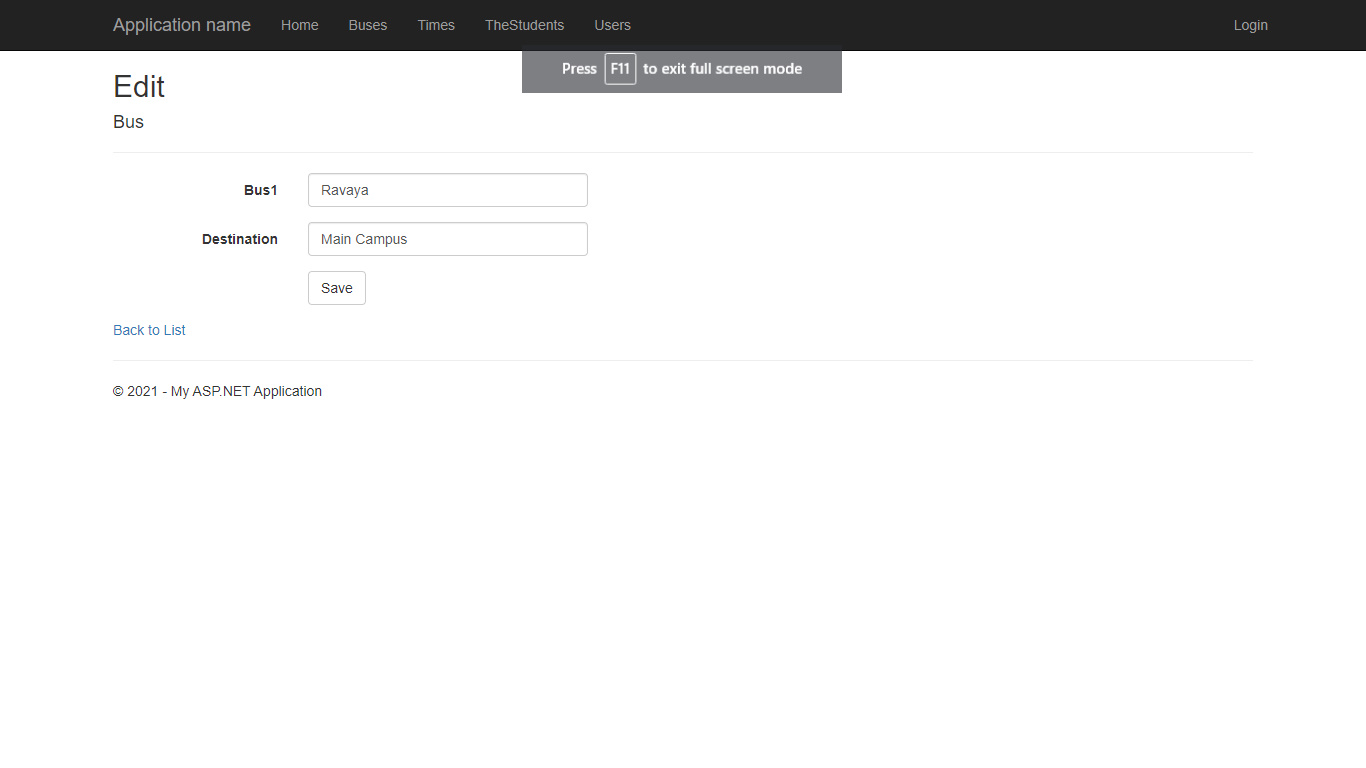 Application name Home Buses Times TheStudents Users Login
Press F11 to exit full screen mode
Edit
Bus
Bus1 Ravaya
Destination Main Campus
Save
Back to List
© 2021 - My ASP.NET Application